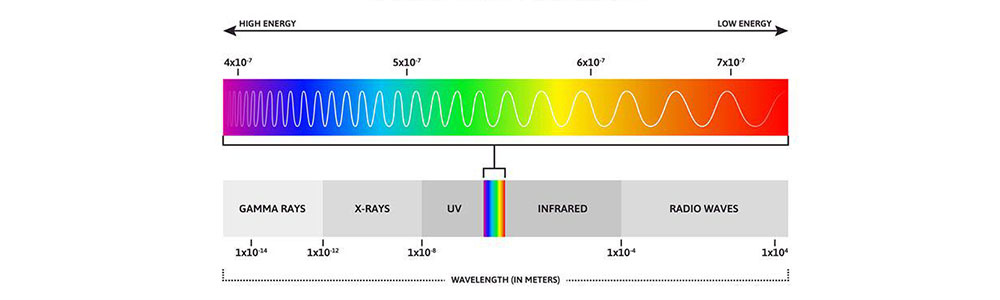 HIGH ENERGY LOW ENERGY
4x10⁻⁷ 5x10⁻⁷ 6x10⁻⁷ 7x10⁻⁷
GAMMA RAYS X-RAYS UV INFRARED RADIO WAVES
1x10⁻¹⁴ 1x10⁻¹² 1x10⁻⁸ 1x10⁻⁴ 1x10⁴
WAVELENGTH (IN METERS)